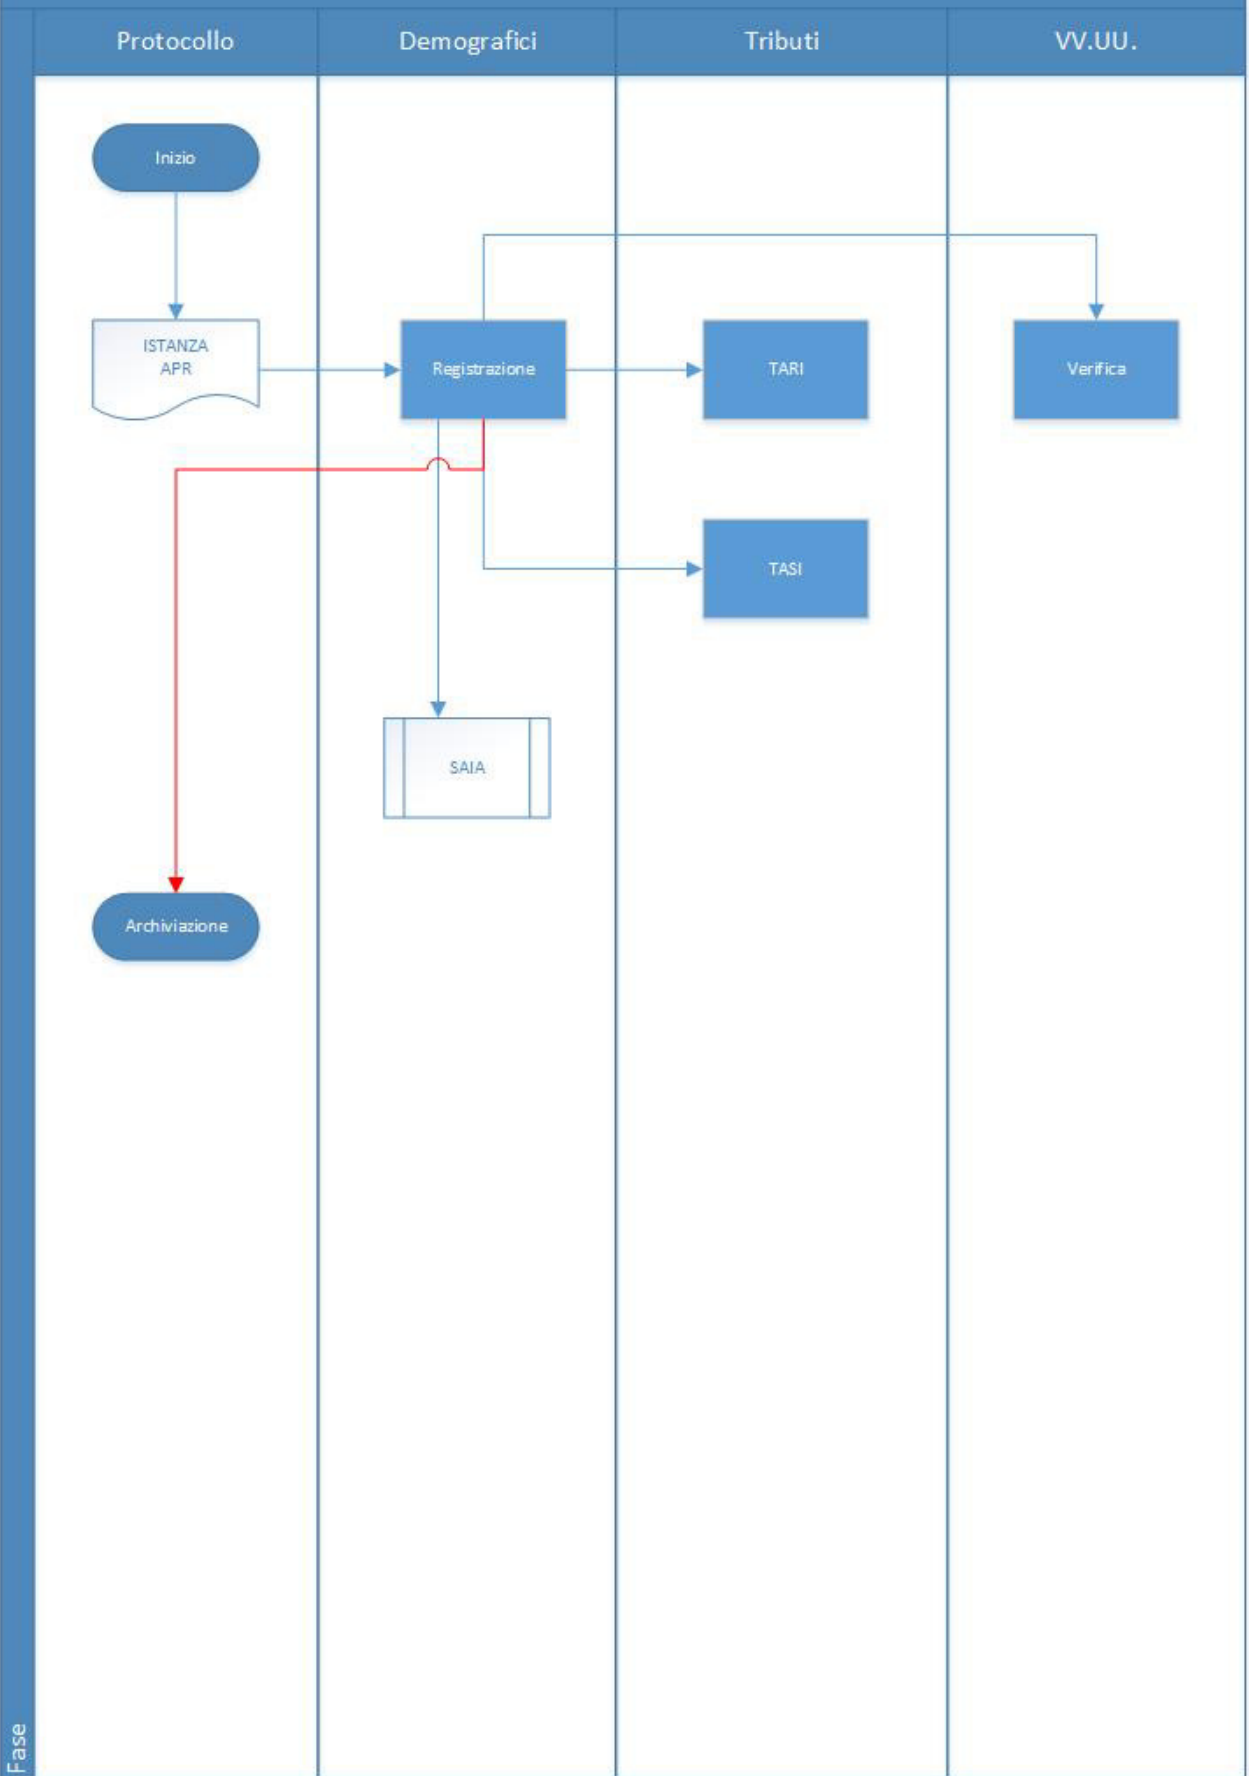 Protocollo
Demografici
Tributi
VV.UU.
Inizio
ISTANZA
APR
Registrazione
TARI
Verifica
TASI
SAIA
Archiviazione
Fase